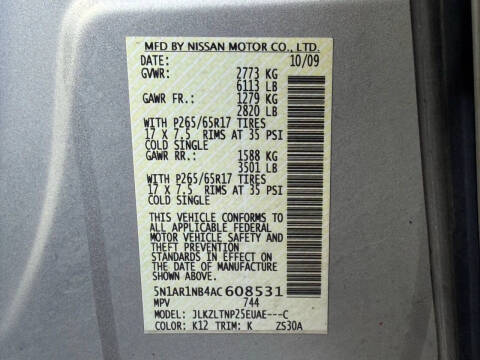 MFD BY NISSAN MOTOR CO., LTD.
DATE: 10/09
GVWR: 2773 KG
6113 LB
GAWR FR.: 1279 KG
2820 LB
WITH P265/65R17 TIRES
17 X 7.5 RIMS AT 35 PSI
COLD SINGLE
GAWR RR.: 1588 KG
3501 LB
WITH P265/65R17 TIRES
17 X 7.5 RIMS AT 35 PSI
COLD SINGLE
THIS VEHICLE CONFORMS TO
ALL APPLICABLE FEDERAL
MOTOR VEHICLE SAFETY AND
THEFT PREVENTION
STANDARDS IN EFFECT ON
THE DATE OF MANUFACTURE
SHOWN ABOVE.
5N1AR1NB4AC608531
MPV 744
MODEL: JLKZLTNP25EUAE---C
COLOR: K12 TRIM: K ZS30A